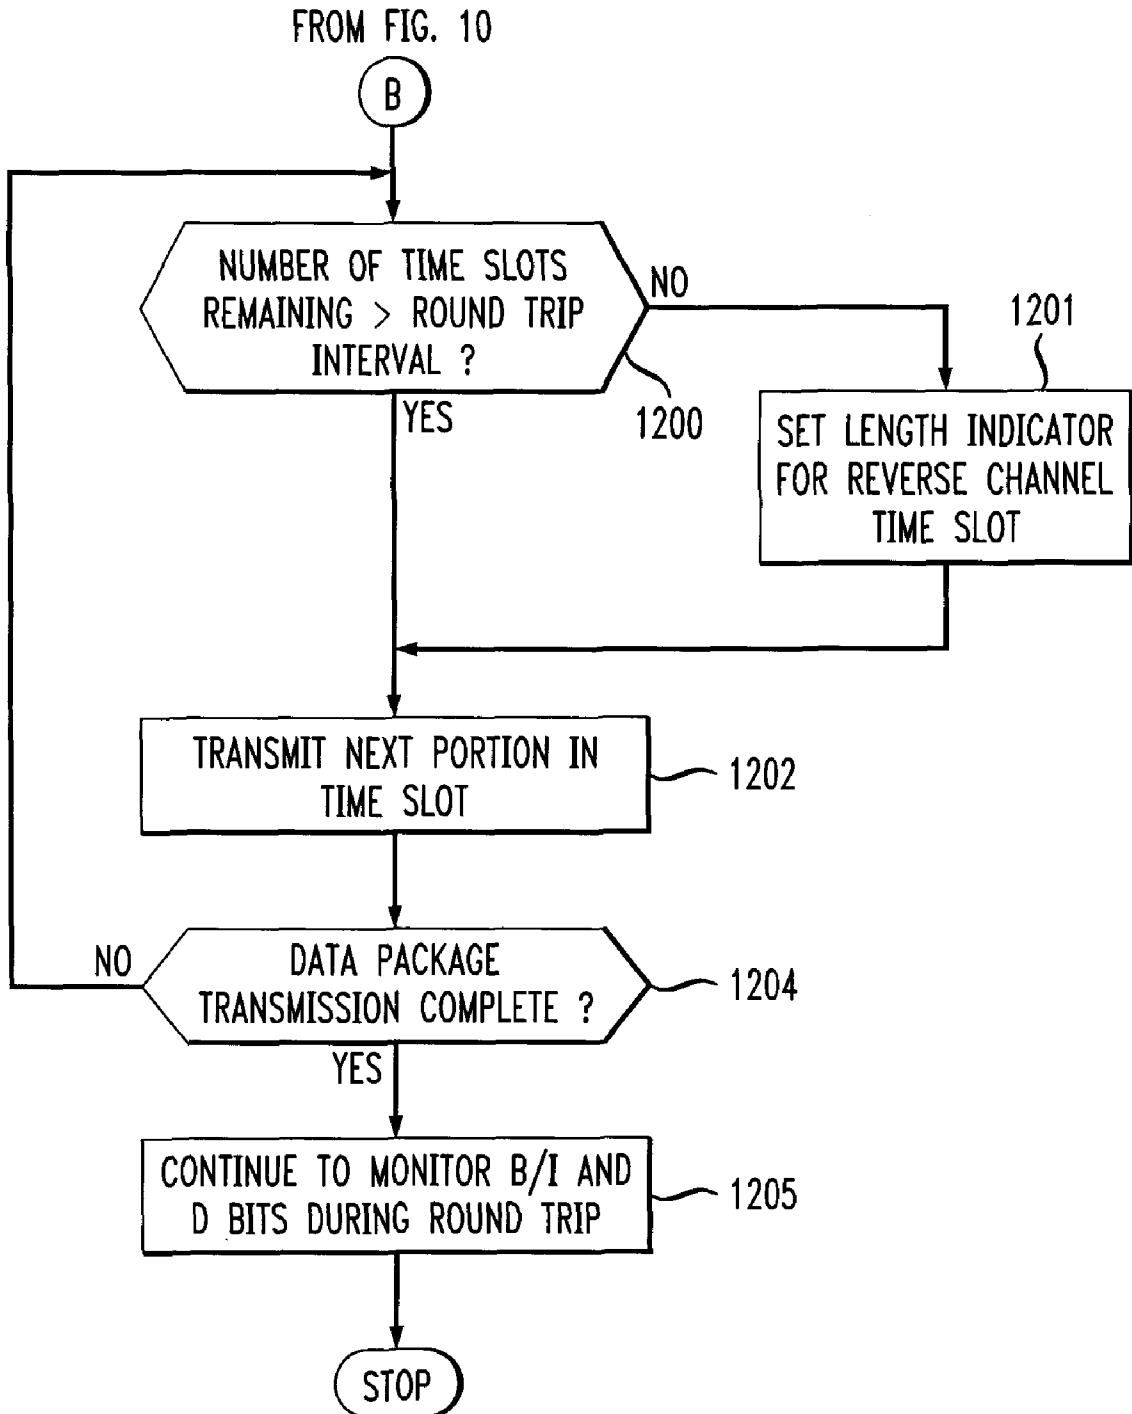 FROM FIG. 10
B
NUMBER OF TIME SLOTS
REMAINING > ROUND TRIP
INTERVAL ?
NO
1200
YES
1201
SET LENGTH INDICATOR
FOR REVERSE CHANNEL
TIME SLOT
TRANSMIT NEXT PORTION IN
TIME SLOT
1202
NO
DATA PACKAGE
TRANSMISSION COMPLETE ?
1204
YES
CONTINUE TO MONITOR B/I AND
D BITS DURING ROUND TRIP
1205
STOP